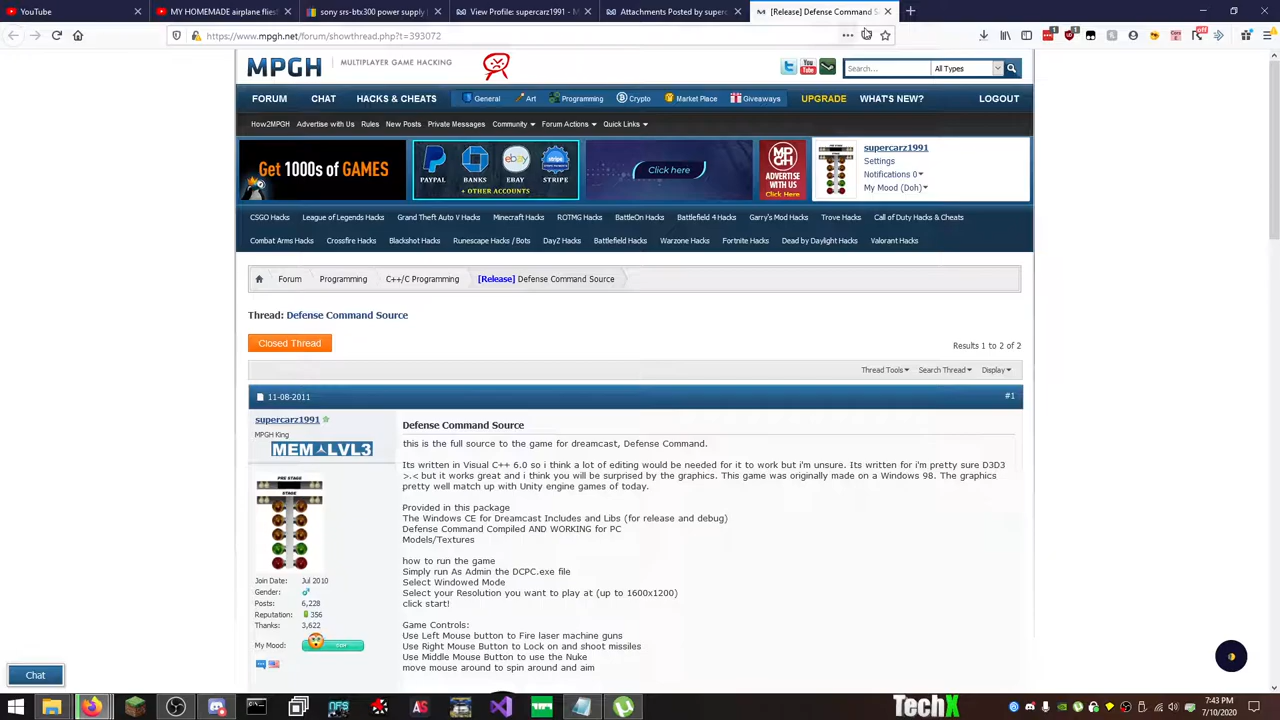 YouTube
MY HOMEMADE airplane flies
sony srs-btx300 power supply
View Profile: supercarz1991 - M
Attachments Posted by superc
[Release] Defense Command S
https://www.mpgh.net/forum/showthread.php?t=393072
MPGH
MULTIPLAYER GAME HACKING
Search...
All Types
FORUM
CHAT
HACKS & CHEATS
General
Art
Programming
Crypto
Market Place
Giveaways
UPGRADE
WHAT'S NEW?
LOGOUT
How2MPGH
Advertise with Us
Rules
New Posts
Private Messages
Community
Forum Actions
Quick Links
Get 1000s of GAMES
PAYPAL
BANKS
EBAY
STRIPE
+ OTHER ACCOUNTS
Click here
MPGH
ADVERTISE
WITH US
Click Here
supercarz1991
Settings
Notifications 0
My Mood (Doh)
CSGO Hacks
League of Legends Hacks
Grand Theft Auto V Hacks
Minecraft Hacks
ROTMG Hacks
BattleOn Hacks
Battlefield 4 Hacks
Garry's Mod Hacks
Trove Hacks
Call of Duty Hacks & Cheats
Combat Arms Hacks
Crossfire Hacks
Blackshot Hacks
Runescape Hacks / Bots
DayZ Hacks
Battlefield Hacks
Warzone Hacks
Fortnite Hacks
Dead by Daylight Hacks
Valorant Hacks
Forum
Programming
C++/C Programming
[Release] Defense Command Source
Thread: Defense Command Source
Closed Thread
Results 1 to 2 of 2
Thread Tools
Search Thread
Display
11-08-2011
#1
supercarz1991
MPGH King
MEM LVL3
PRE STAGE
STAGE
Join Date: Jul 2010
Gender:
Posts: 6,228
Reputation: 356
Thanks: 3,622
My Mood:
Defense Command Source
this is the full source to the game for dreamcast, Defense Command.
Its written in Visual C++ 6.0 so i think a lot of editing would be needed for it to work but i'm unsure. Its written for i'm pretty sure D3D3
>.< but it works great and i think you will be surprised by the graphics. This game was originally made on a Windows 98. The graphics
pretty well match up with Unity engine games of today.
Provided in this package
The Windows CE for Dreamcast Includes and Libs (for release and debug)
Defense Command Compiled AND WORKING for PC
Models/Textures
how to run the game
Simply run As Admin the DCPC.exe file
Select Windowed Mode
Select your Resolution you want to play at (up to 1600x1200)
click start!
Game Controls:
Use Left Mouse button to Fire laser machine guns
Use Right Mouse Button to Lock on and shoot missiles
Use Middle Mouse Button to use the Nuke
move mouse around to spin around and aim
Chat
TechX
7:43 PM
7/10/2020